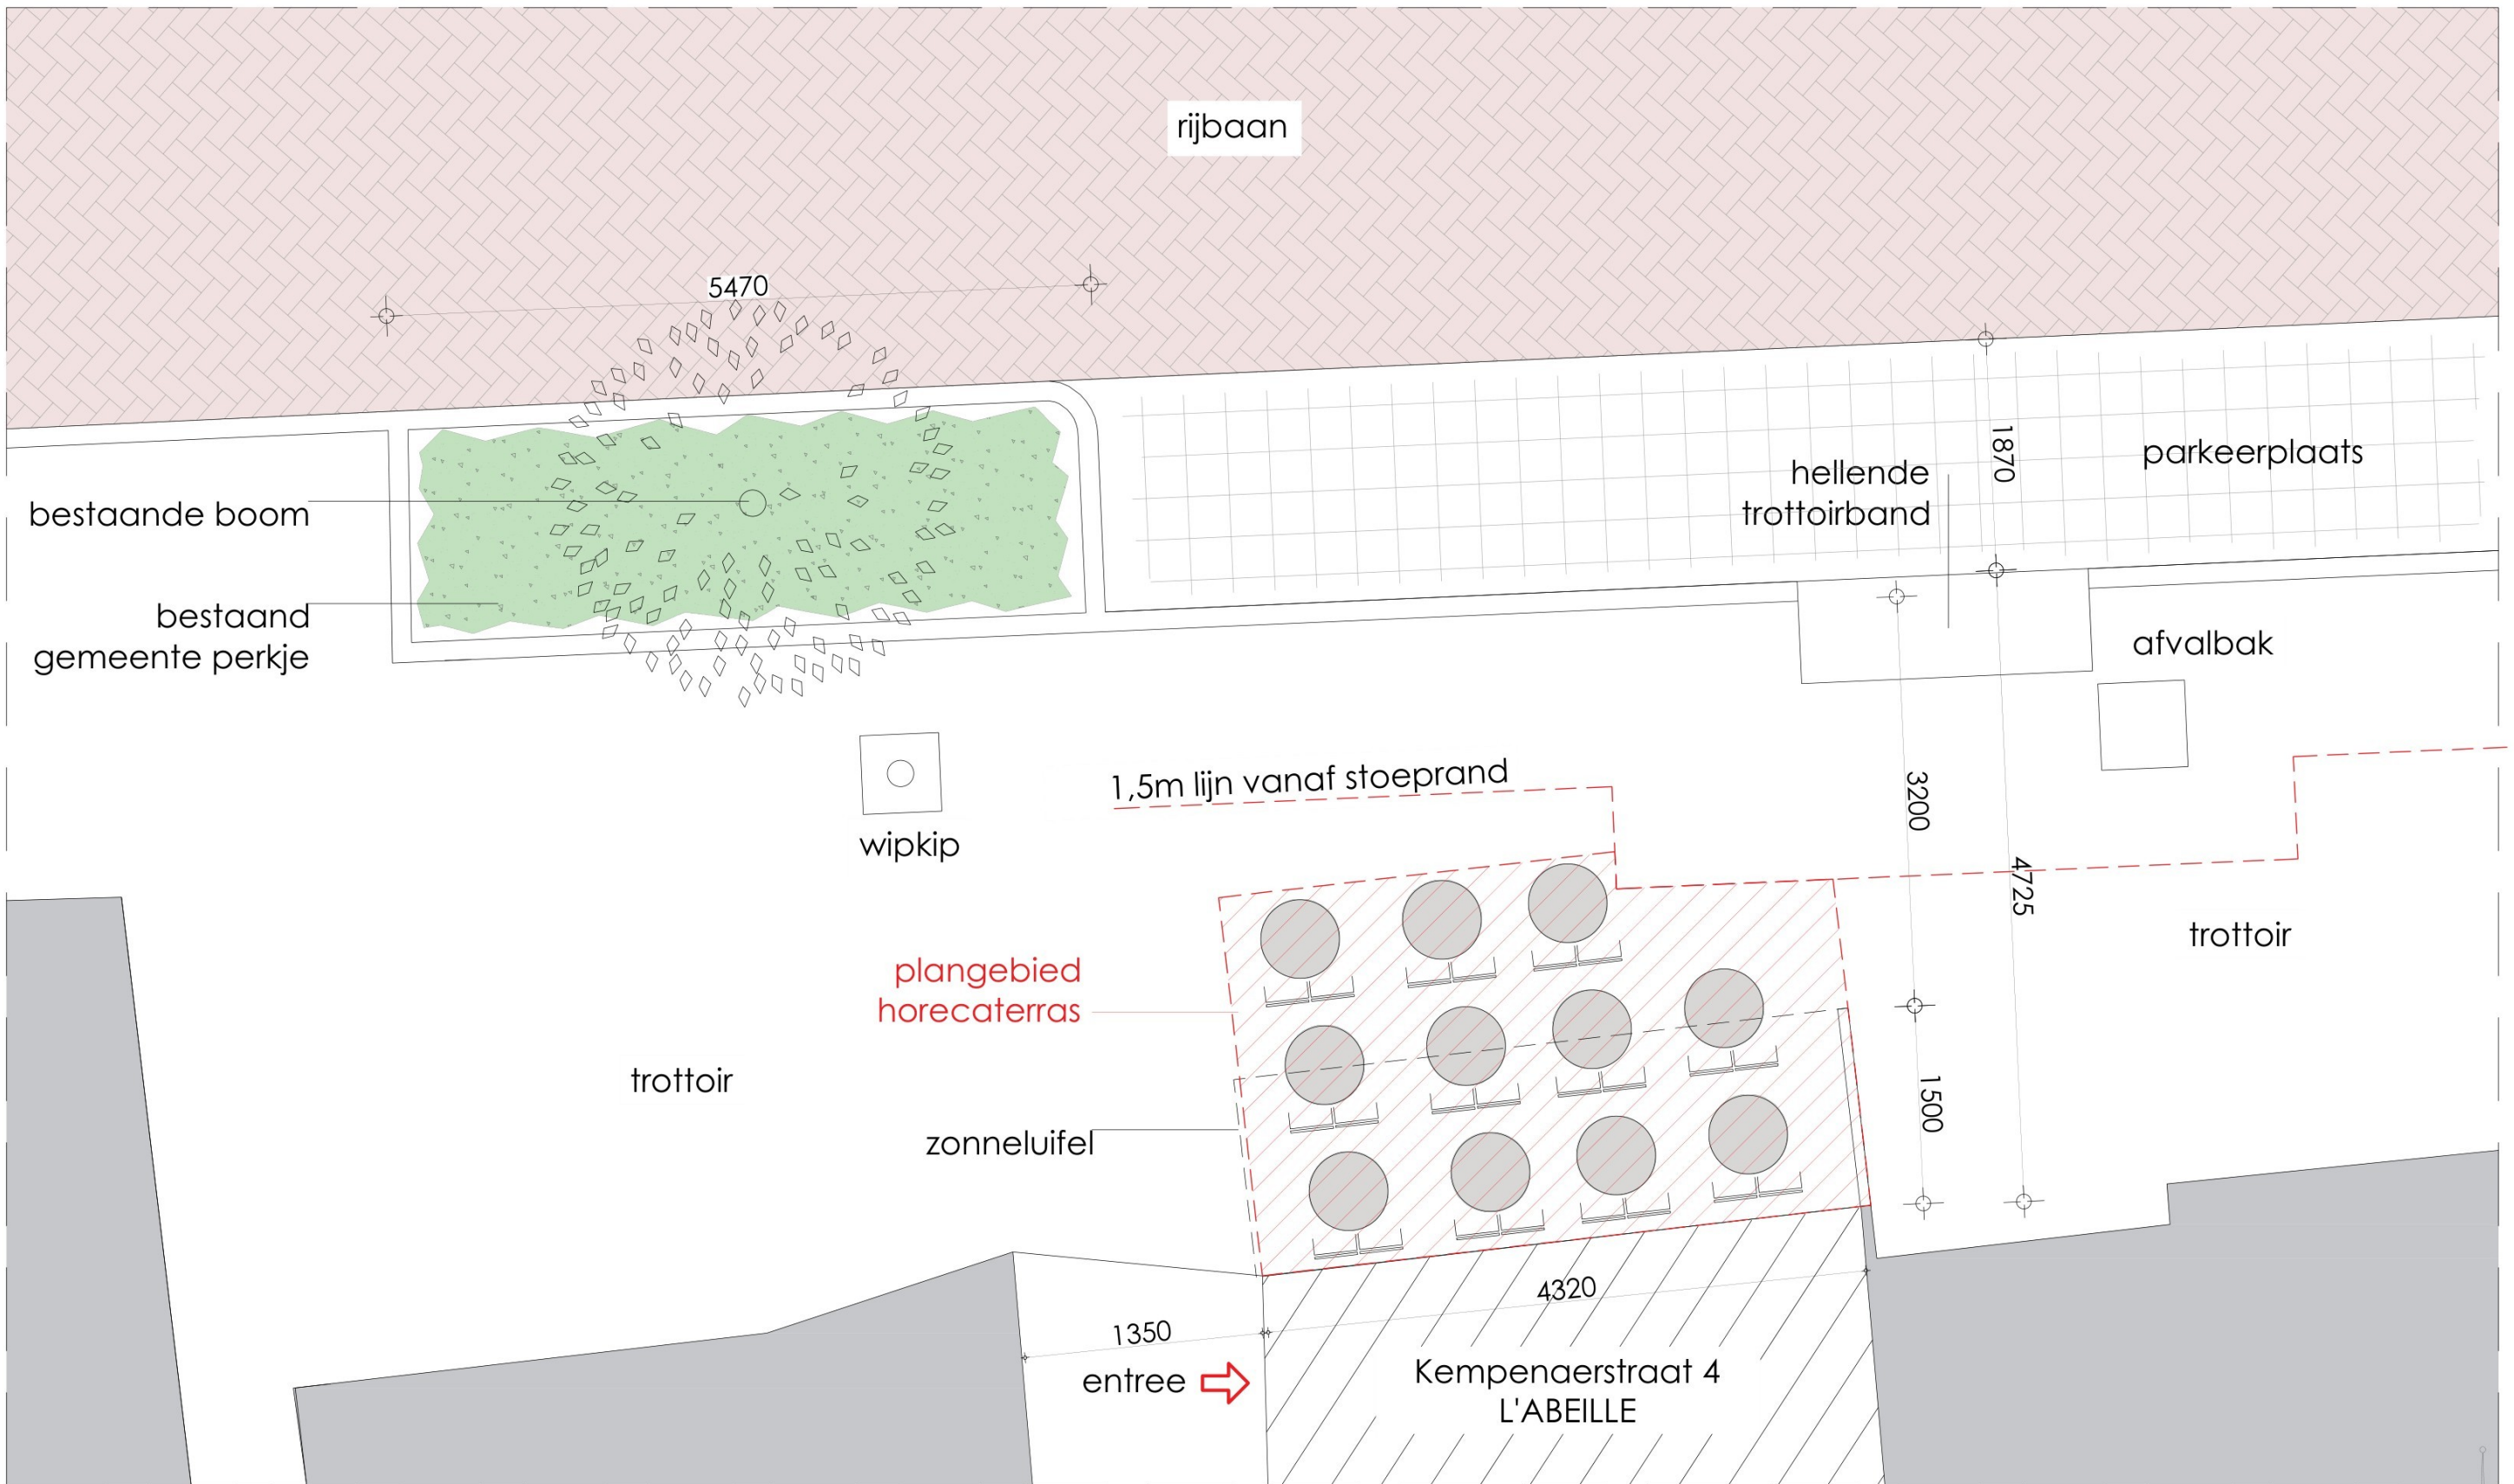 rijbaan
5470
1870
parkeerplaats
hellende
trottoirband
bestaande boom
bestaand
gemeente perkje
afvalbak
1,5m lijn vanaf stoeprand
3200
wipkip
4725
trottoir
plangebied
horecaterras
trottoir
1500
zonneluifel
4320
1350
entree
Kempenaerstraat 4
L'ABEILLE